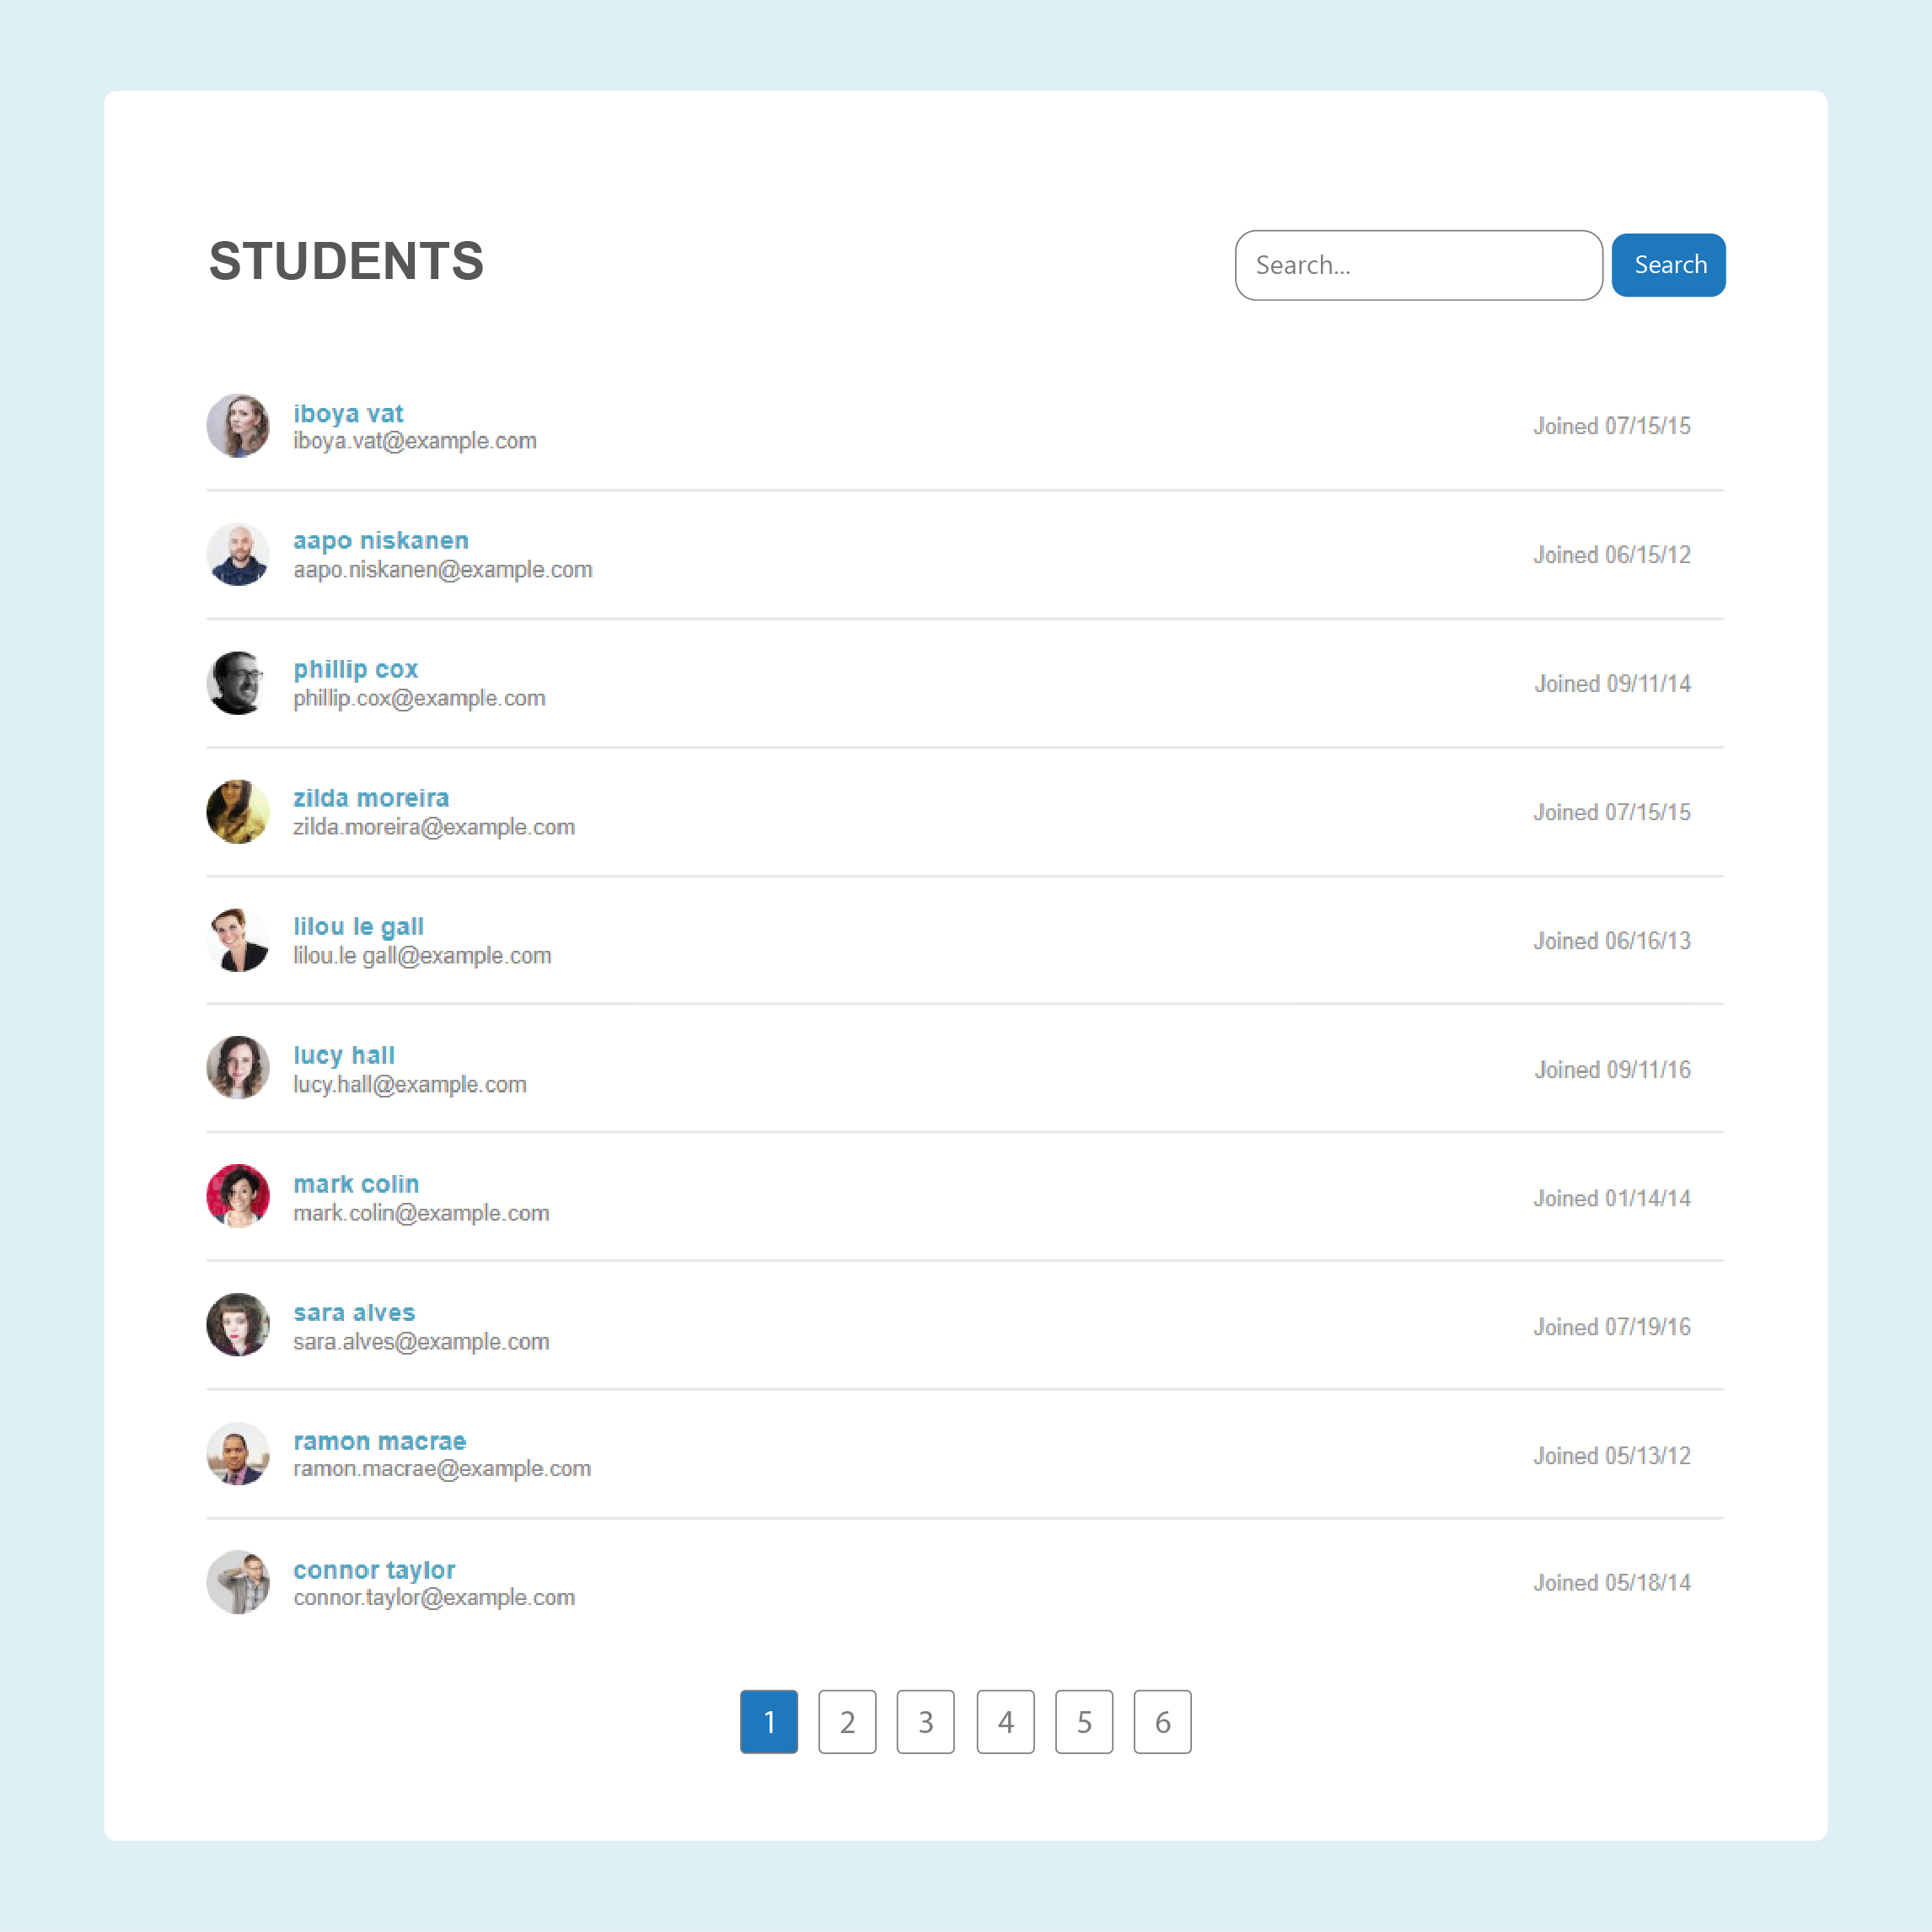 STUDENTS
Search...
Search
iboya vat
iboya.vat@example.com
Joined 07/15/15
aapo niskanen
aapo.niskanen@example.com
Joined 06/15/12
phillip cox
phillip.cox@example.com
Joined 09/11/14
zilda moreira
zilda.moreira@example.com
Joined 07/15/15
lilou le gall
lilou.le gall@example.com
Joined 06/16/13
lucy hall
lucy.hall@example.com
Joined 09/11/16
mark colin
mark.colin@example.com
Joined 01/14/14
sara alves
sara.alves@example.com
Joined 07/19/16
ramon macrae
ramon.macrae@example.com
Joined 05/13/12
connor taylor
connor.taylor@example.com
Joined 05/18/14
1 2 3 4 5 6